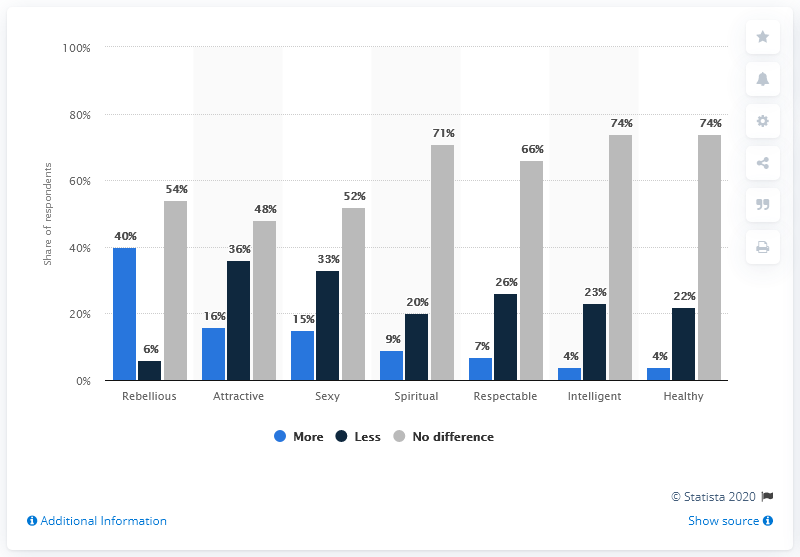 100%
80%
60%
40%
20%
0%
Share of respondents
40%
6%
54%
16%
36%
48%
15%
33%
52%
9%
20%
71%
7%
26%
66%
4%
23%
74%
4%
22%
74%
Rebellious
Attractive
Sexy
Spiritual
Respectable
Intelligent
Healthy
More Less No difference
© Statista 2020
Additional Information
Show source